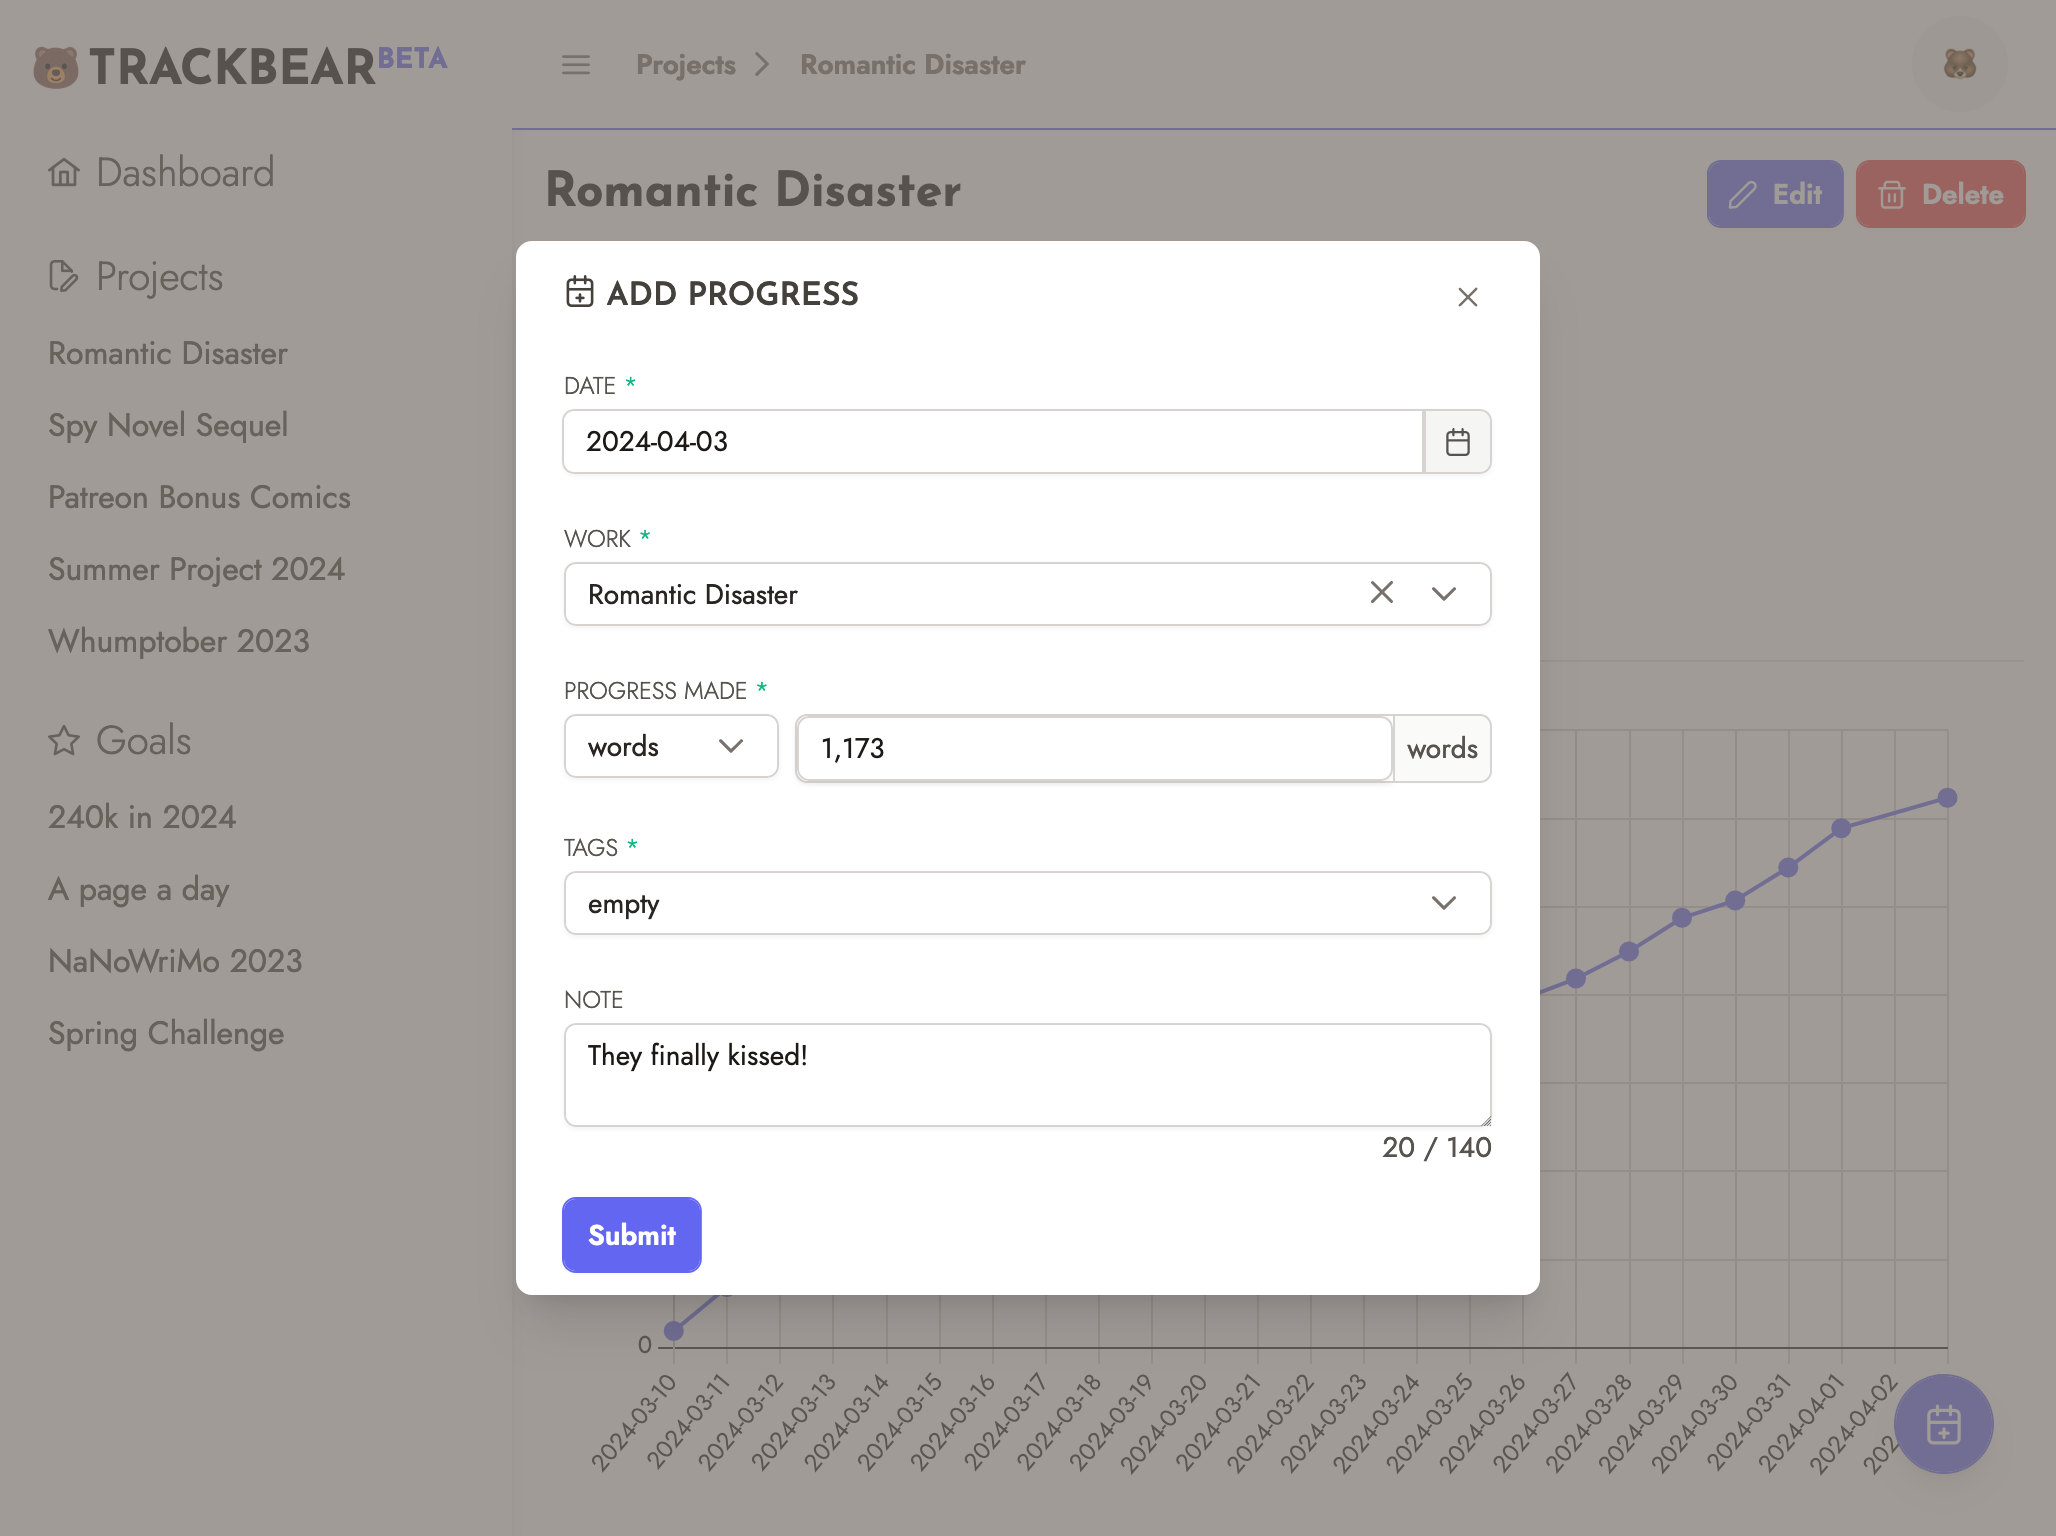 TRACKBEAR BETA
Projects
Romantic Disaster
Dashboard
Projects
Romantic Disaster
Spy Novel Sequel
Patreon Bonus Comics
Summer Project 2024
Whumptober 2023
Goals
240k in 2024
A page a day
NaNoWriMo 2023
Spring Challenge
Romantic Disaster
Edit
Delete
ADD PROGRESS
DATE *
2024-04-03
WORK *
Romantic Disaster
PROGRESS MADE *
words
1,173
words
TAGS *
empty
NOTE
They finally kissed!
20 / 140
Submit
0
2024-03-10
2024-03-11
2024-03-12
2024-03-13
2024-03-14
2024-03-15
2024-03-16
2024-03-17
2024-03-18
2024-03-19
2024-03-20
2024-03-21
2024-03-22
2024-03-23
2024-03-24
2024-03-25
2024-03-26
2024-03-27
2024-03-28
2024-03-29
2024-03-30
2024-03-31
2024-04-01
2024-04-02